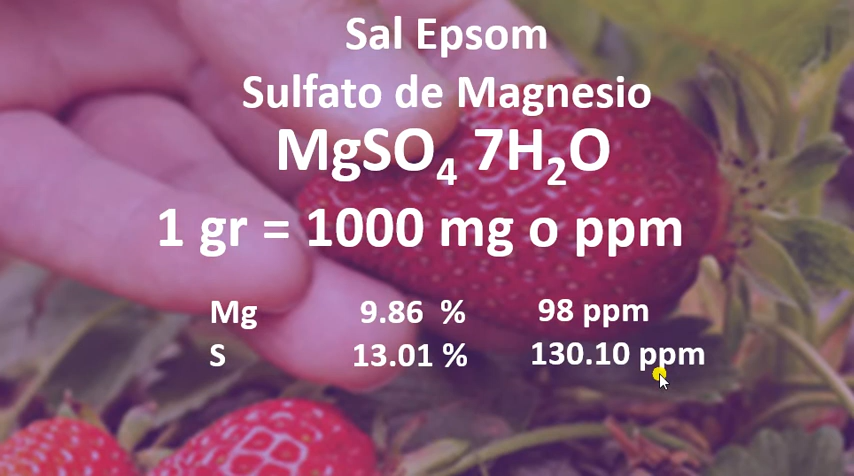 Sal Epsom
Sulfato de Magnesio
MgSO₄ 7H₂O
1 gr = 1000 mg o ppm
Mg 9.86 % 98 ppm
S 13.01 % 130.10 ppm